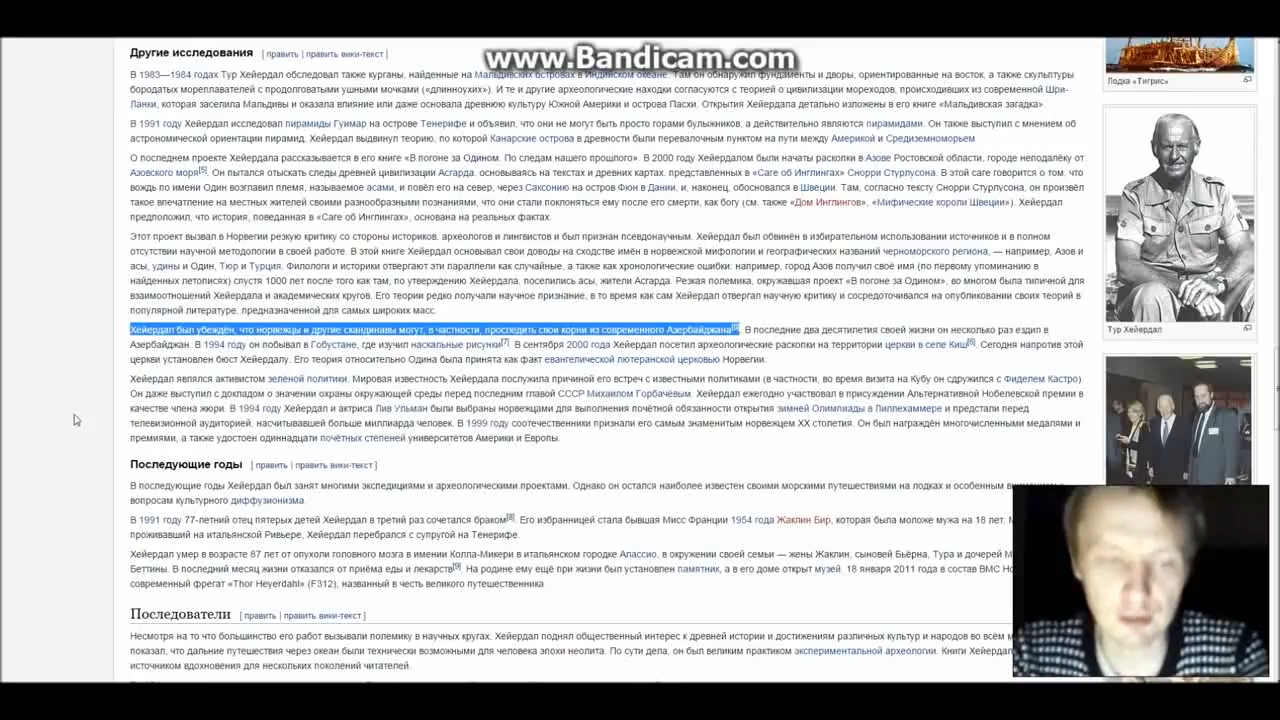 www.Bandicam.com
Другие исследования [ править | править вики-текст ]
В 1983—1984 годах Тур Хейердал обследовал также курганы, найденные на Мальдивских островах в Индийском океане. Там он обнаружил фундаменты и дворы, ориентированные на восток, а также скульптуры
бородатых мореплавателей с продолговатыми ушными мочками («длинноухих»). И те и другие археологические находки согласуются с теорией о цивилизации мореходов, происходивших из современной Шри-
Ланки, которая заселила Мальдивы и оказала влияние или даже основала древнюю культуру Южной Америки и острова Пасхи. Открытия Хейердала детально изложены в его книге «Мальдивская загадка».
В 1991 году Хейердал исследовал пирамиды Гуимар на острове Тенерифе и объявил, что они не могут быть просто горами булыжников, а действительно являются пирамидами. Он также выступил с мнением об
астрономической ориентации пирамид. Хейердал выдвинул теорию, по которой Канарские острова в древности были перевалочным пунктом на пути между Америкой и Средиземноморьем
О последнем проекте Хейердала рассказывается в его книге «В погоне за Одином. По следам нашего прошлого». В 2000 году Хейердалом были начаты раскопки в Азове Ростовской области, городе неподалёку от
Азовского моря[5]. Он пытался отыскать следы древней цивилизации Асгарда, основываясь на текстах и древних картах. представленных в «Саге об Инглингах» Снорри Стурлусона. В этой саге говорится о том. что
вождь по имени Один возглавил племя, называемое асами, и повёл его на север, через Саксонию на остров Фюн в Дании, и, наконец, обосновался в Швеции. Там, согласно тексту Снорри Стурлусона, он произвёл
такое впечатление на местных жителей своими разнообразными познаниями, что они стали поклоняться ему после его смерти, как богу (см. также «Дом Инглингов», «Мифические короли Швеции»). Хейердал
предположил, что история, поведанная в «Саге об Инглингах», основана на реальных фактах.
Этот проект вызвал в Норвегии резкую критику со стороны историков. археологов и лингвистов и был признан псевдонаучным. Хейердал был обвинён в избирательном использовании источников и в полном
отсутствии научной методологии в своей работе. В этой книге Хейердал основывал свои доводы на сходстве имён в норвежской мифологии и географических названий черноморского региона, — например, Азов и
асы, удины и Один, Тюр и Турция. Филологи и историки отвергают эти параллели как случайные, а также как хронологические ошибки: например, город Азов получил своё имя (по первому упоминанию в
найденных летописях) спустя 1000 лет после того как там, по утверждению Хейердала, поселились асы, жители Асгарда. Резкая полемика, окружавшая проект «В погоне за Одином», во многом была типичной для
взаимоотношений Хейердала и академических кругов. Его теории редко получали научное признание, в то время как сам Хейердал отвергал научную критику и сосредоточивался на опубликовании своих теорий в
популярной литературе, предназначенной для самых широких масс.
Хейердал был убеждён, что норвежцы и другие скандинавы могут, в частности, проследить свои корни из современного Азербайджана[6]. В последние два десятилетия своей жизни он несколько раз ездил в
Азербайджан. В 1994 году он побывал в Гобустане, где изучил наскальные рисунки[7]. В сентября 2000 года Хейердал посетил археологические раскопки на территории церкви в селе Киш[6]. Сегодня напротив этой
церкви установлен бюст Хейердалу. Его теория относительно Одина была принята как факт евангелической лютеранской церковью Норвегии.
Хейердал являлся активистом зеленой политики. Мировая известность Хейердала послужила причиной его встреч с известными политиками (в частности, во время визита на Кубу он сдружился с Фиделем Кастро).
Он даже выступил с докладом о значении охраны окружающей среды перед последним главой СССР Михаилом Горбачёвым. Хейердал ежегодно участвовал в присуждении Альтернативной Нобелевской премии в
качестве члена жюри. В 1994 году Хейердал и актриса Лив Ульман были выбраны норвежцами для выполнения почётной обязанности открытия зимней Олимпиады в Лиллехаммере и предстали перед
телевизионной аудиторией, насчитывавшей больше миллиарда человек. В 1999 году соотечественники признали его самым знаменитым норвежцем XX столетия. Он был награждён многочисленными медалями и
премиями, а также удостоен одиннадцати почётных степеней университетов Америки и Европы.
Последующие годы [ править | править вики-текст ]
В последующие годы Хейердал был занят многими экспедициями и археологическими проектами. Однако он остался наиболее известен своими морскими путешествиями на лодках и особенным
вопросам культурного диффузионизма.
В 1991 году 77-летний отец пятерых детей Хейердал в третий раз сочетался браком[8]. Его избранницей стала бывшая Мисс Франции 1954 года Жаклин Бир, которая была моложе мужа на 18 лет.
проживавший на итальянской Ривьере, Хейердал перебрался с супругой на Тенерифе.
Хейердал умер в возрасте 87 лет от опухоли головного мозга в имении Колла-Микери в итальянском городке Алассио, в окружении своей семьи — жены Жаклин, сыновей Бьёрна, Тура и дочерей М
Беттины. В последний месяц жизни отказался от приёма еды и лекарств[9]. На родине ему ещё при жизни был установлен памятник, а в его доме открыт музей. 18 января 2011 года в состав ВМС Но
современный фрегат «Thor Heyerdahl» (F312), названный в честь великого путешественника
Последователи [ править | править вики-текст ]
Несмотря на то что большинство его работ вызывали полемику в научных кругах. Хейердал поднял общественный интерес к древней истории и достижениям различных культур и народов во всём м
показал, что дальние путешествия через океан были технически возможными для человека эпохи неолита. По сути дела, он был великим практиком экспериментальной археологии. Книги Хейердал
источником вдохновения для нескольких поколений читателей.
Лодка «Тигрис»
Тур Хейердал